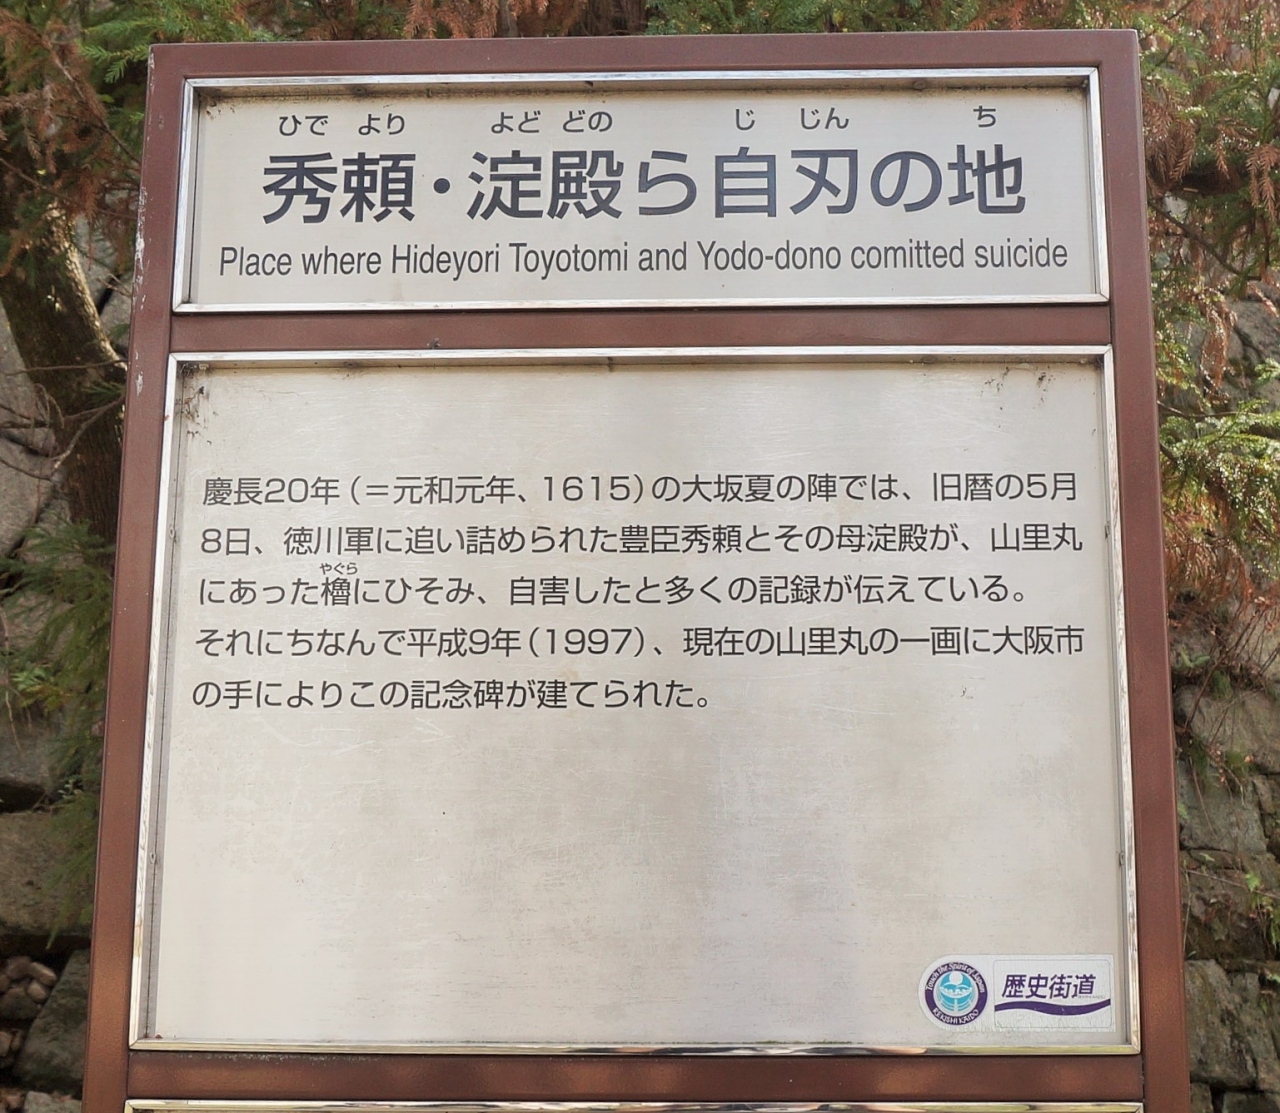 ひで より よど どの じ じん ち
秀頼・淀殿ら自刃の地
Place where Hideyori Toyotomi and Yodo-dono comitted suicide
慶長20年(=元和元年、1615)の大坂夏の陣では、旧暦の5月
8日、徳川軍に追い詰められた豊臣秀頼とその母淀殿が、山里丸
やぐら
にあった櫓にひそみ、自害したと多くの記録が伝えている。
それにちなんで平成9年(1997)、現在の山里丸の一画に大阪市
の手によりこの記念碑が建てられた。
Touch the Spirit of Japan
REKISHI KAIDO
歴史街道